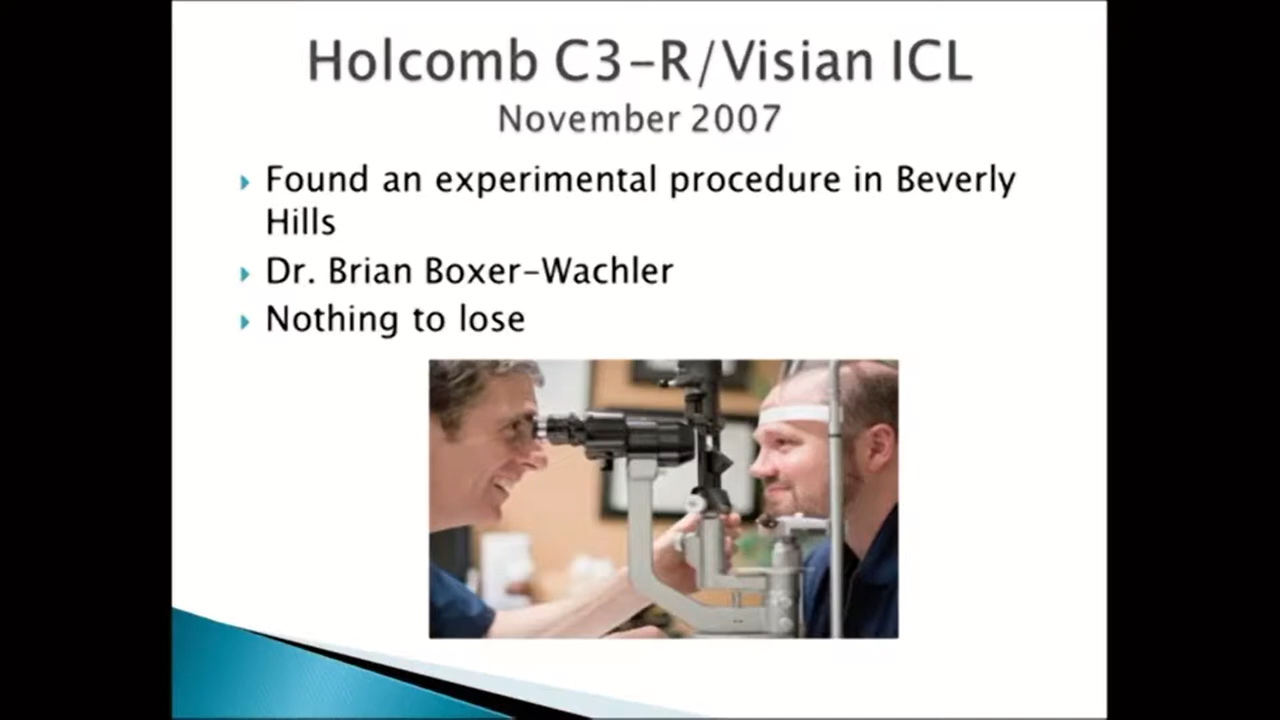 Holcomb C3-R/Visian ICL
November 2007
Found an experimental procedure in Beverly
Hills
Dr. Brian Boxer-Wachler
Nothing to lose